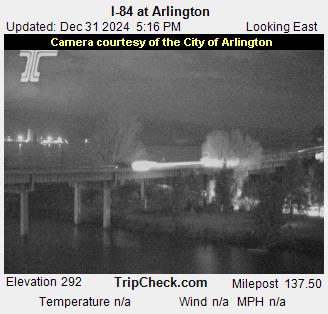 I-84 at Arlington
Updated: Dec 31 2024 5:16 PM Looking East
Camera courtesy of the City of Arlington
Elevation 292 TripCheck.com Milepost 137.50
Temperature n/a Wind n/a MPH n/a